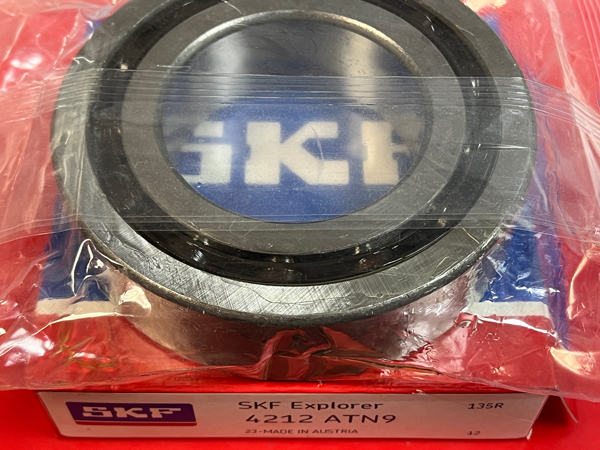 SKF
SKF
SKF Explorer
4212 ATN9
23-MADE IN AUSTRIA
135R
12